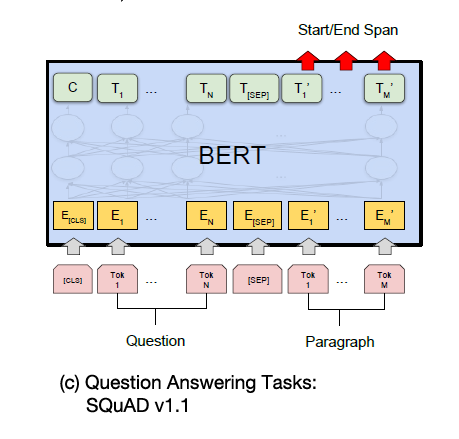 Start/End Span
C T1 ... TN T[SEP] T1' ... TM'
BERT
E[CLS] E1 ... EN E[SEP] E1' ... EM'
[CLS] Tok 1 ... Tok N [SEP] Tok 1 ... Tok M
Question Paragraph
(c) Question Answering Tasks:
SQuAD v1.1